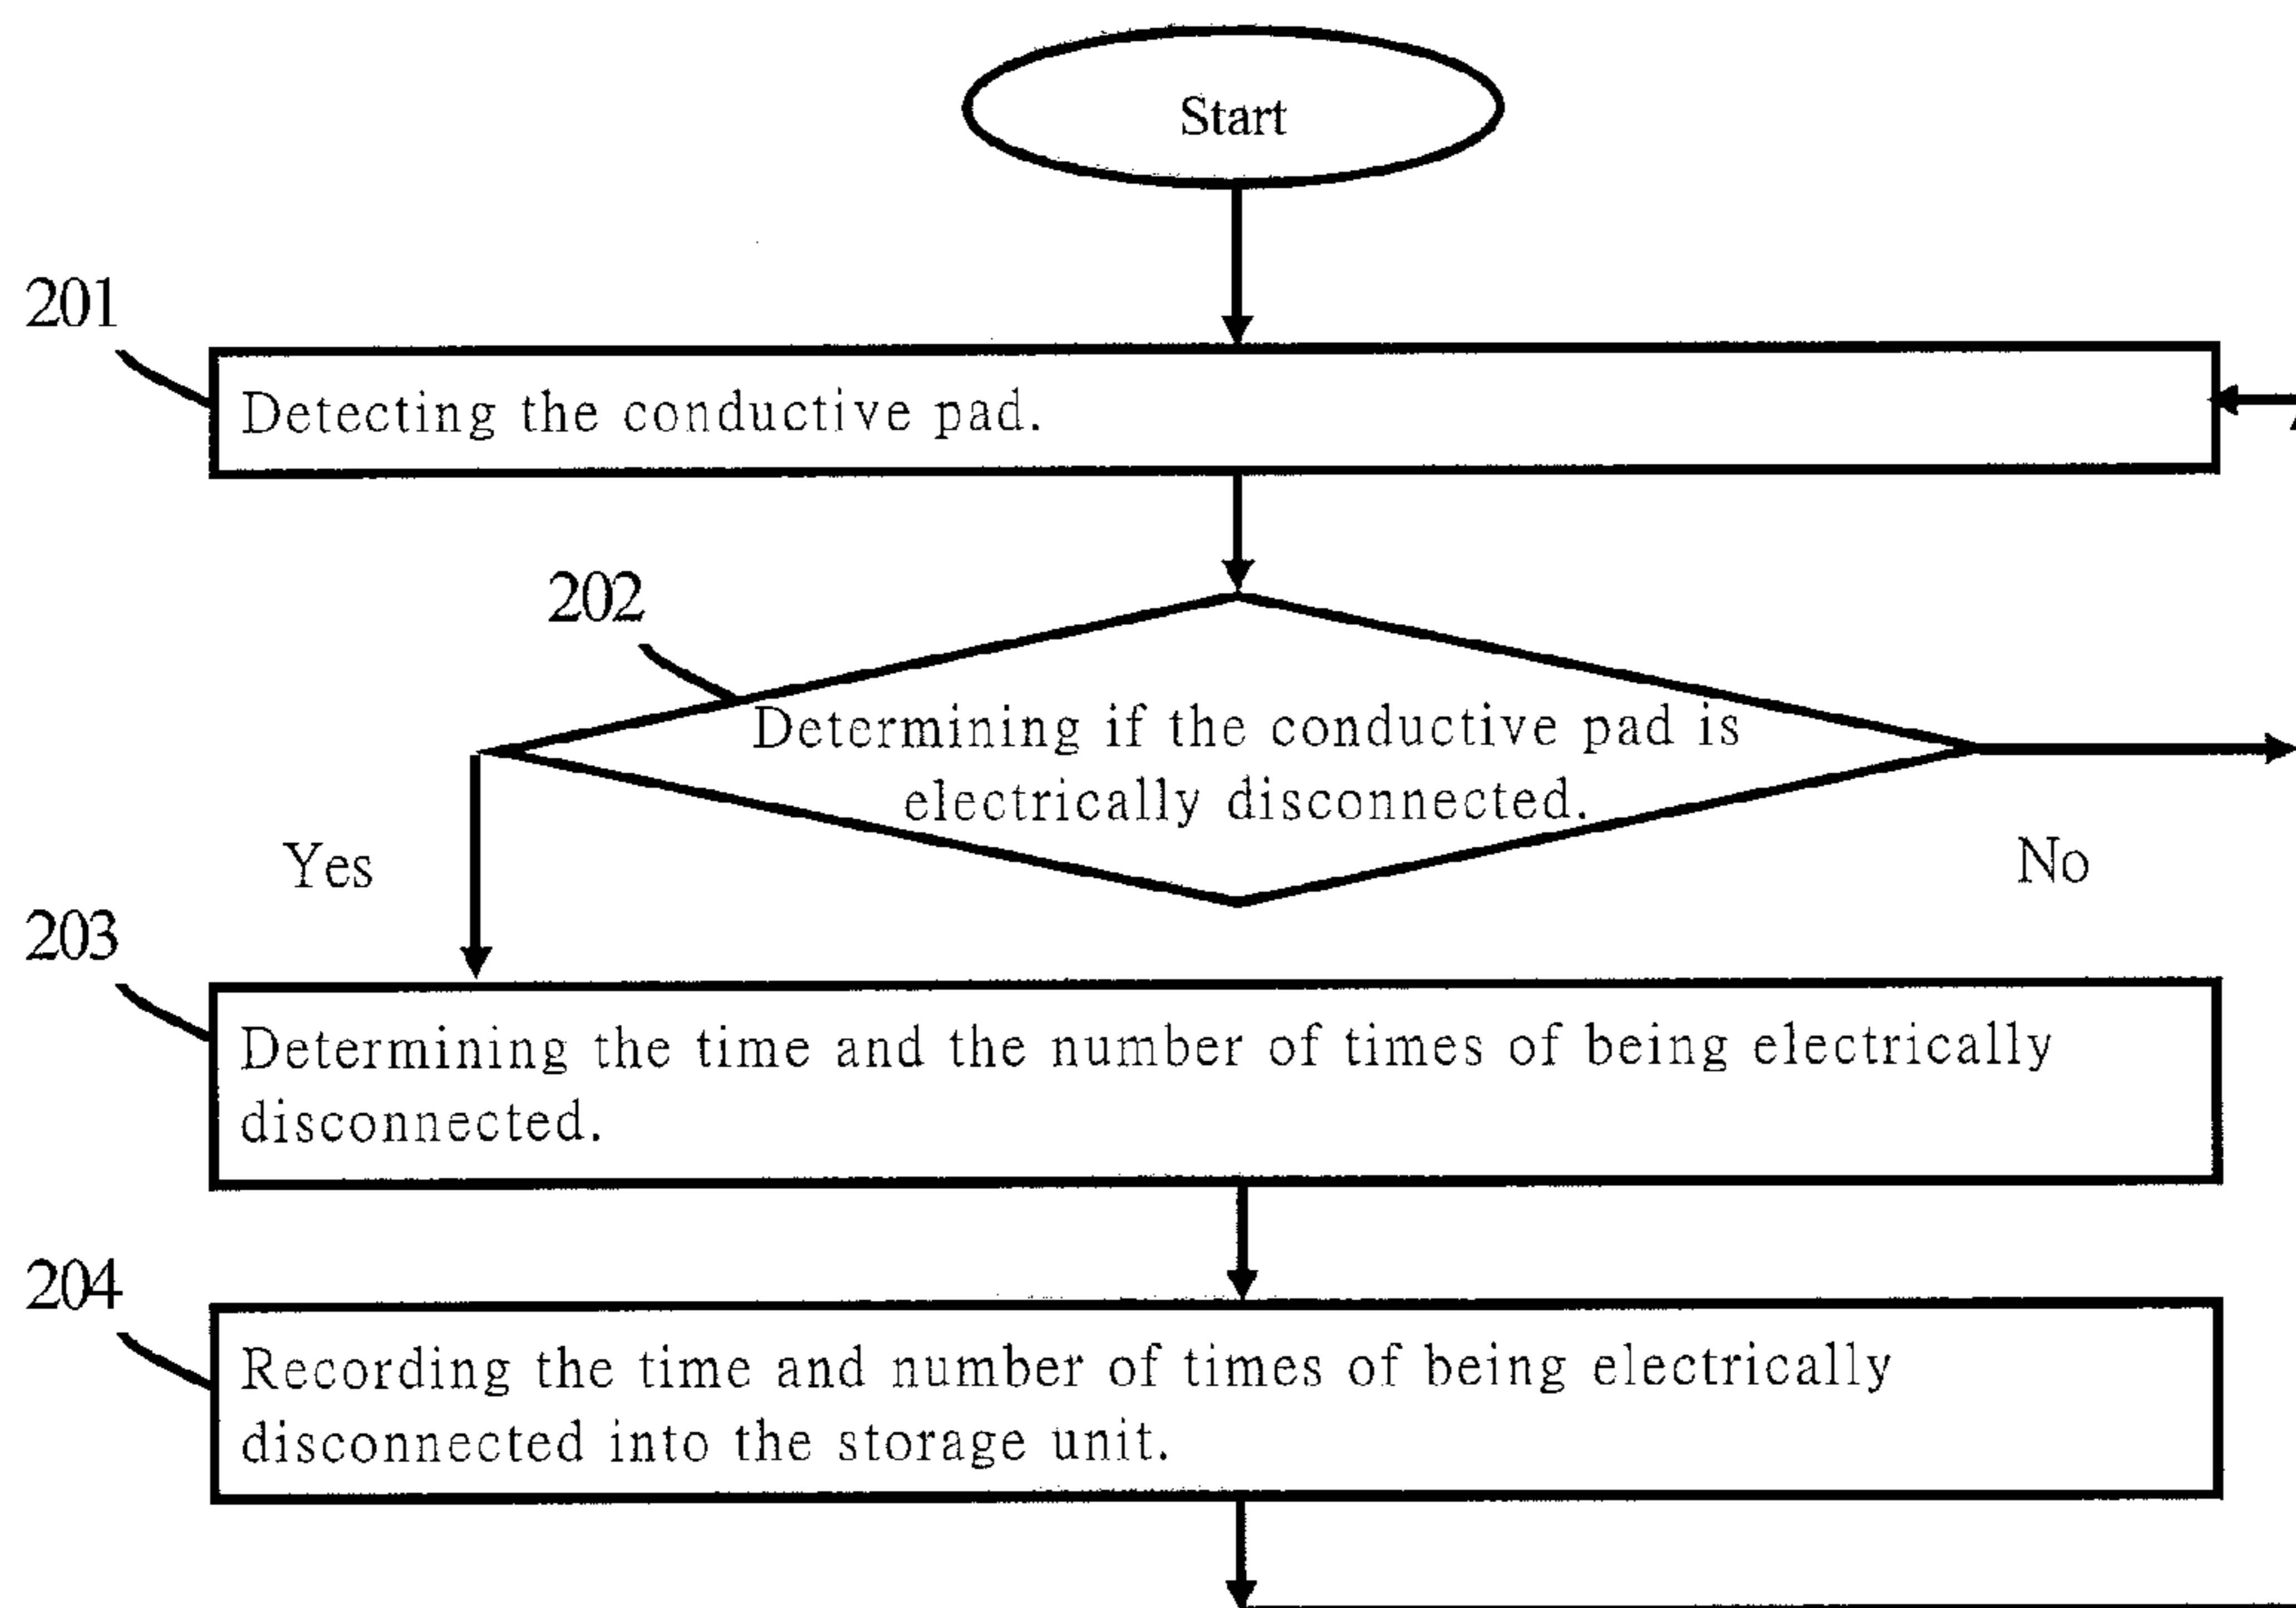 Start
201
Detecting the conductive pad.
202
Determining if the conductive pad is
electrically disconnected.
Yes
No
203
Determining the time and the number of times of being electrically
disconnected.
204
Recording the time and number of times of being electrically
disconnected into the storage unit.